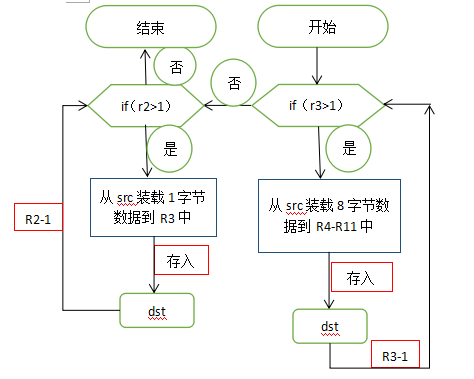 结束
开始
否
否
if（r2>1）
if（r3>1）
是
是
从 src 装载 1 字节
数据到 R3 中
从 src 装载 8 字节数
据到 R4-R11 中
R2-1
存入
存入
dst
dst
R3-1